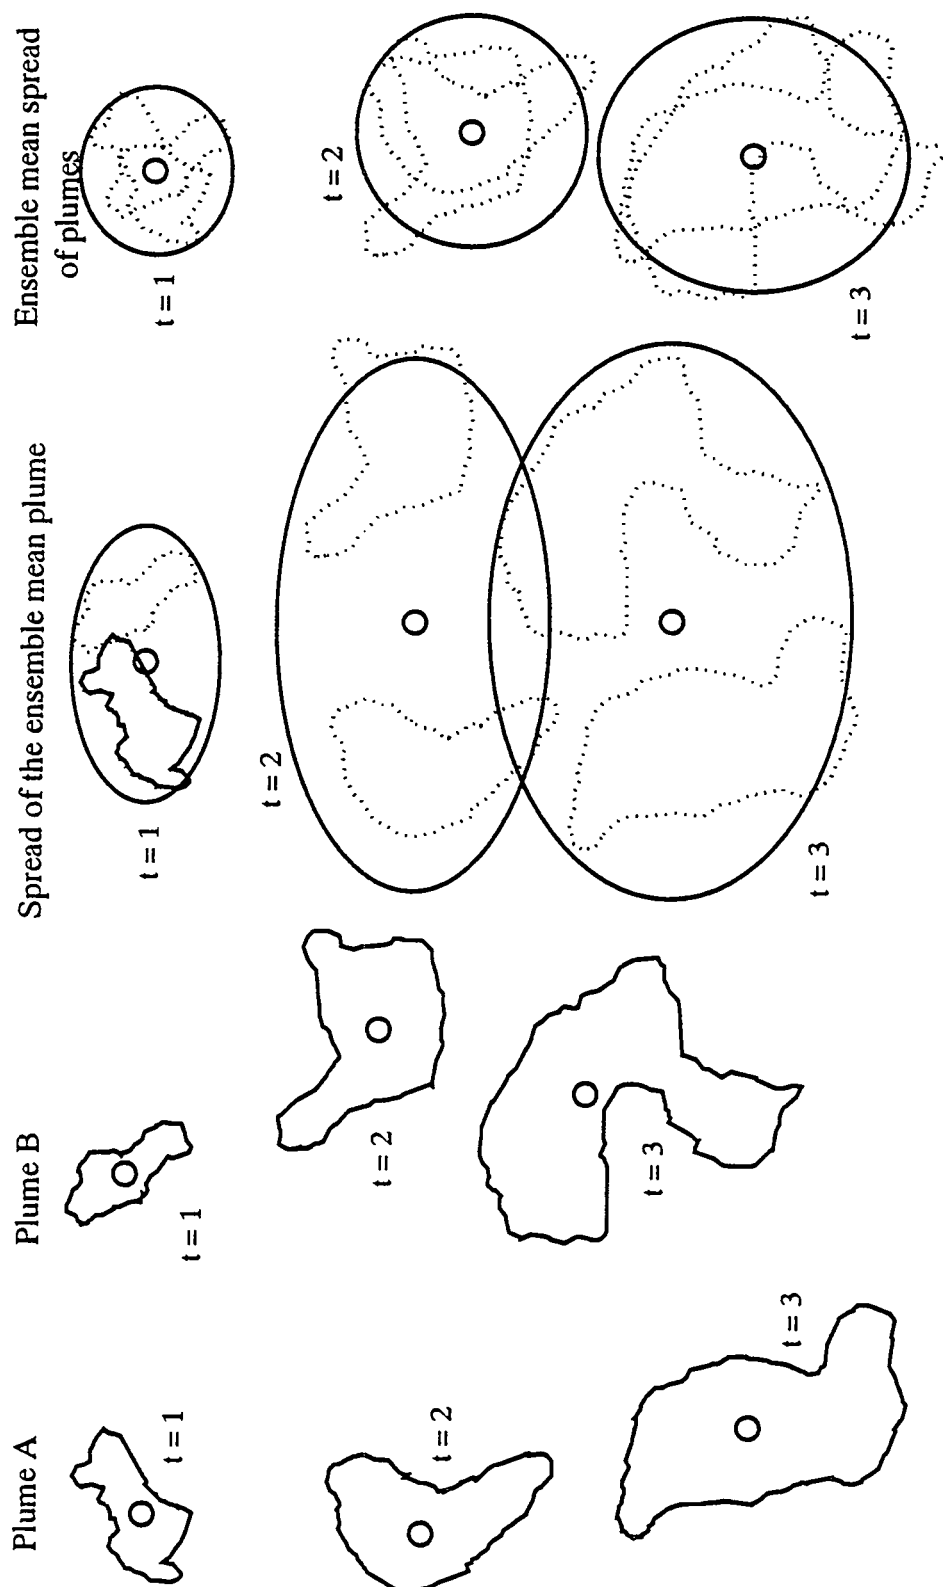 Plume A
t = 1
t = 2
t = 3
Plume B
t = 1
t = 2
t = 3
Spread of the ensemble mean plume
t = 1
t = 2
t = 3
Ensemble mean spread
of plumes
t = 1
t = 2
t = 3